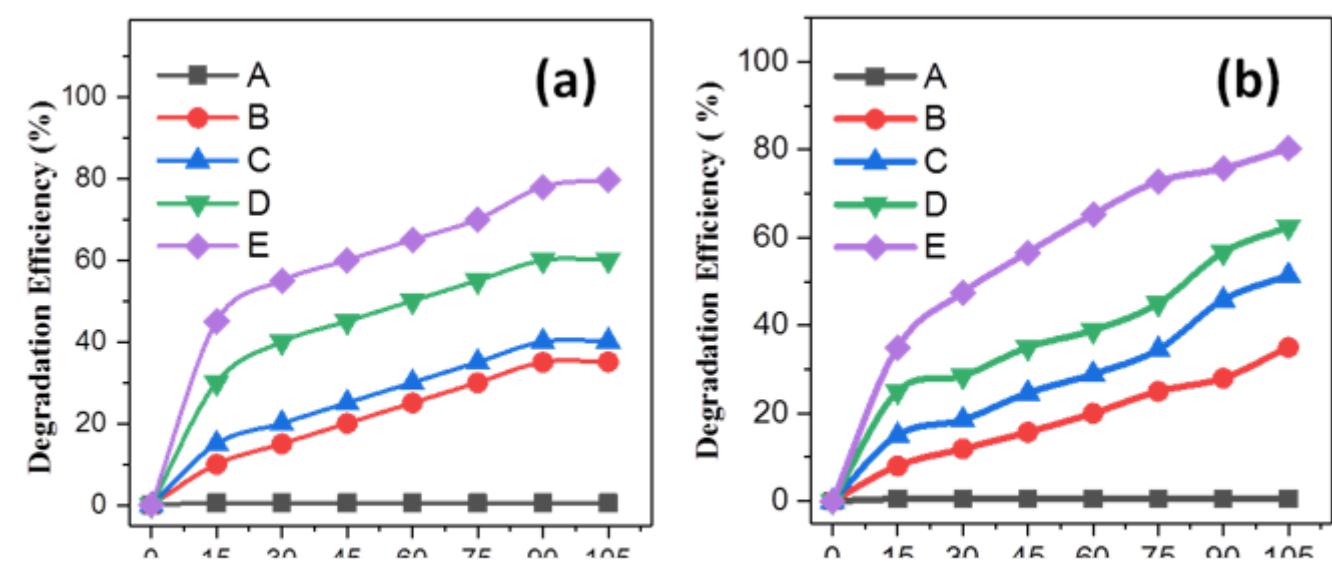 (a)
Degradation Efficiency (%)
100
80
60
40
20
0
A
B
C
D
E
0 15 30 45 60 75 90 105
(b)
Degradation Efficiency ( %)
100
80
60
40
20
0
A
B
C
D
E
0 15 30 45 60 75 90 105